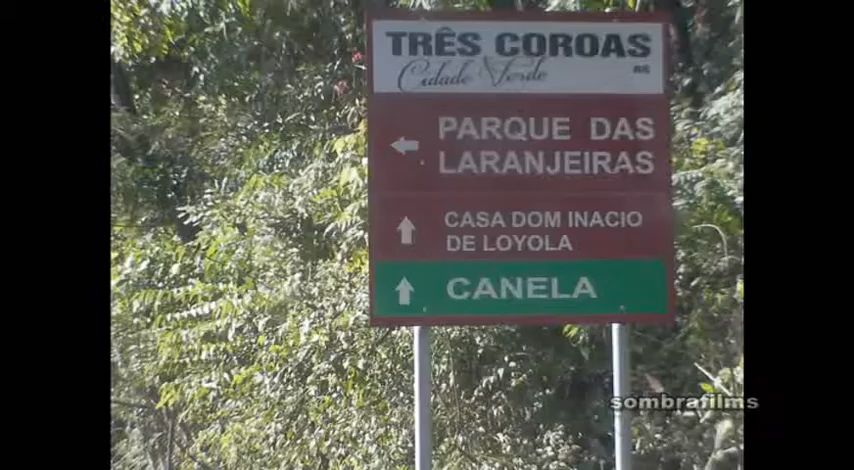 TRÊS COROAS
Cidade Verde RS
PARQUE DAS
LARANJEIRAS
CASA DOM INACIO
DE LOYOLA
CANELA
sombrafilms